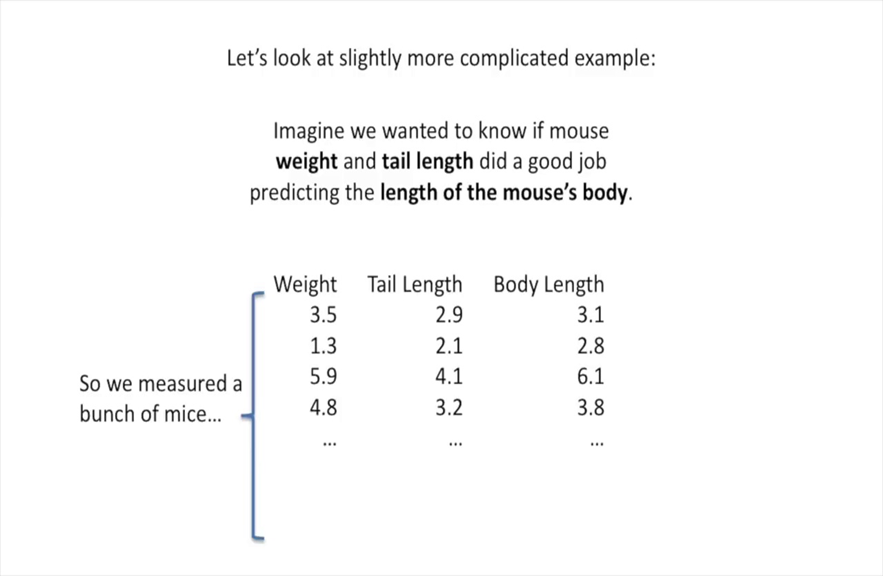 Let's look at slightly more complicated example:
Imagine we wanted to know if mouse
weight and tail length did a good job
predicting the length of the mouse's body.
Weight Tail Length Body Length
3.5 2.9 3.1
1.3 2.1 2.8
5.9 4.1 6.1
4.8 3.2 3.8
... ... ...
So we measured a
bunch of mice...